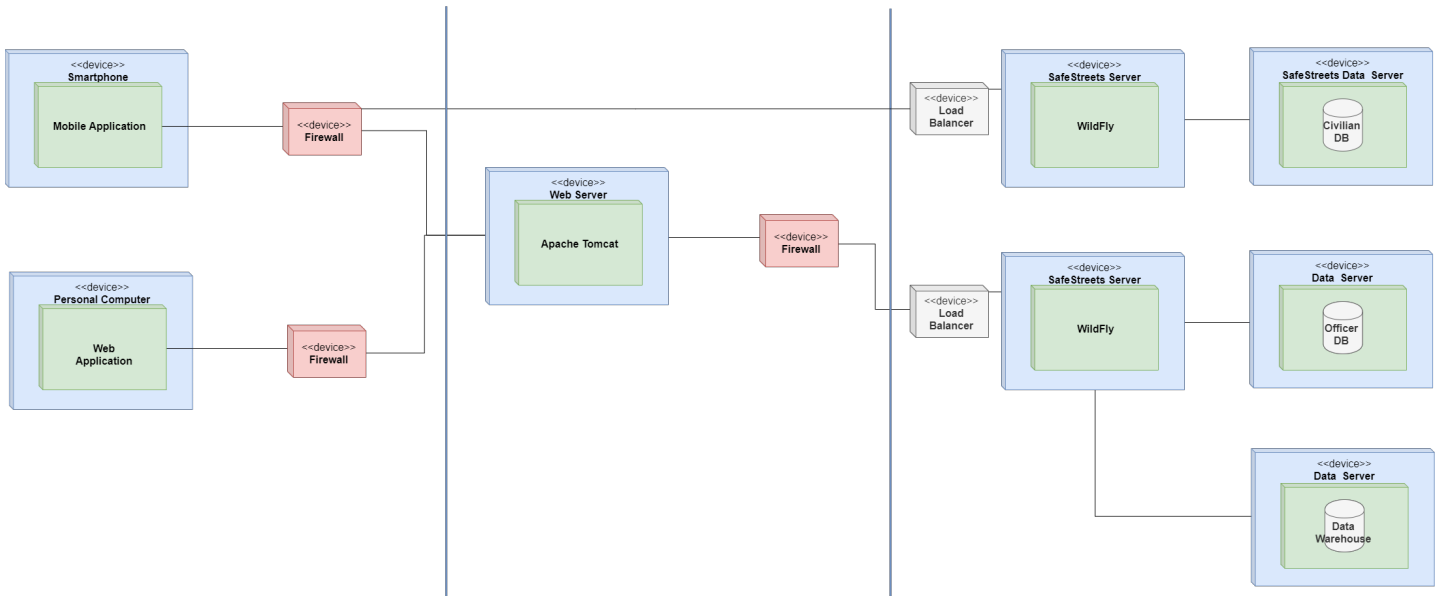 <<device>>
Smartphone
Mobile Application
<<device>>
Firewall
<<device>>
Personal Computer
Web
Application
<<device>>
Firewall
<<device>>
Web Server
Apache Tomcat
<<device>>
Firewall
<<device>>
Load
Balancer
<<device>>
SafeStreets Server
WildFly
<<device>>
SafeStreets Data  Server
Civilian
DB
<<device>>
Load
Balancer
<<device>>
SafeStreets Server
WildFly
<<device>>
Data  Server
Officer
DB
<<device>>
Data  Server
Data
Warehouse